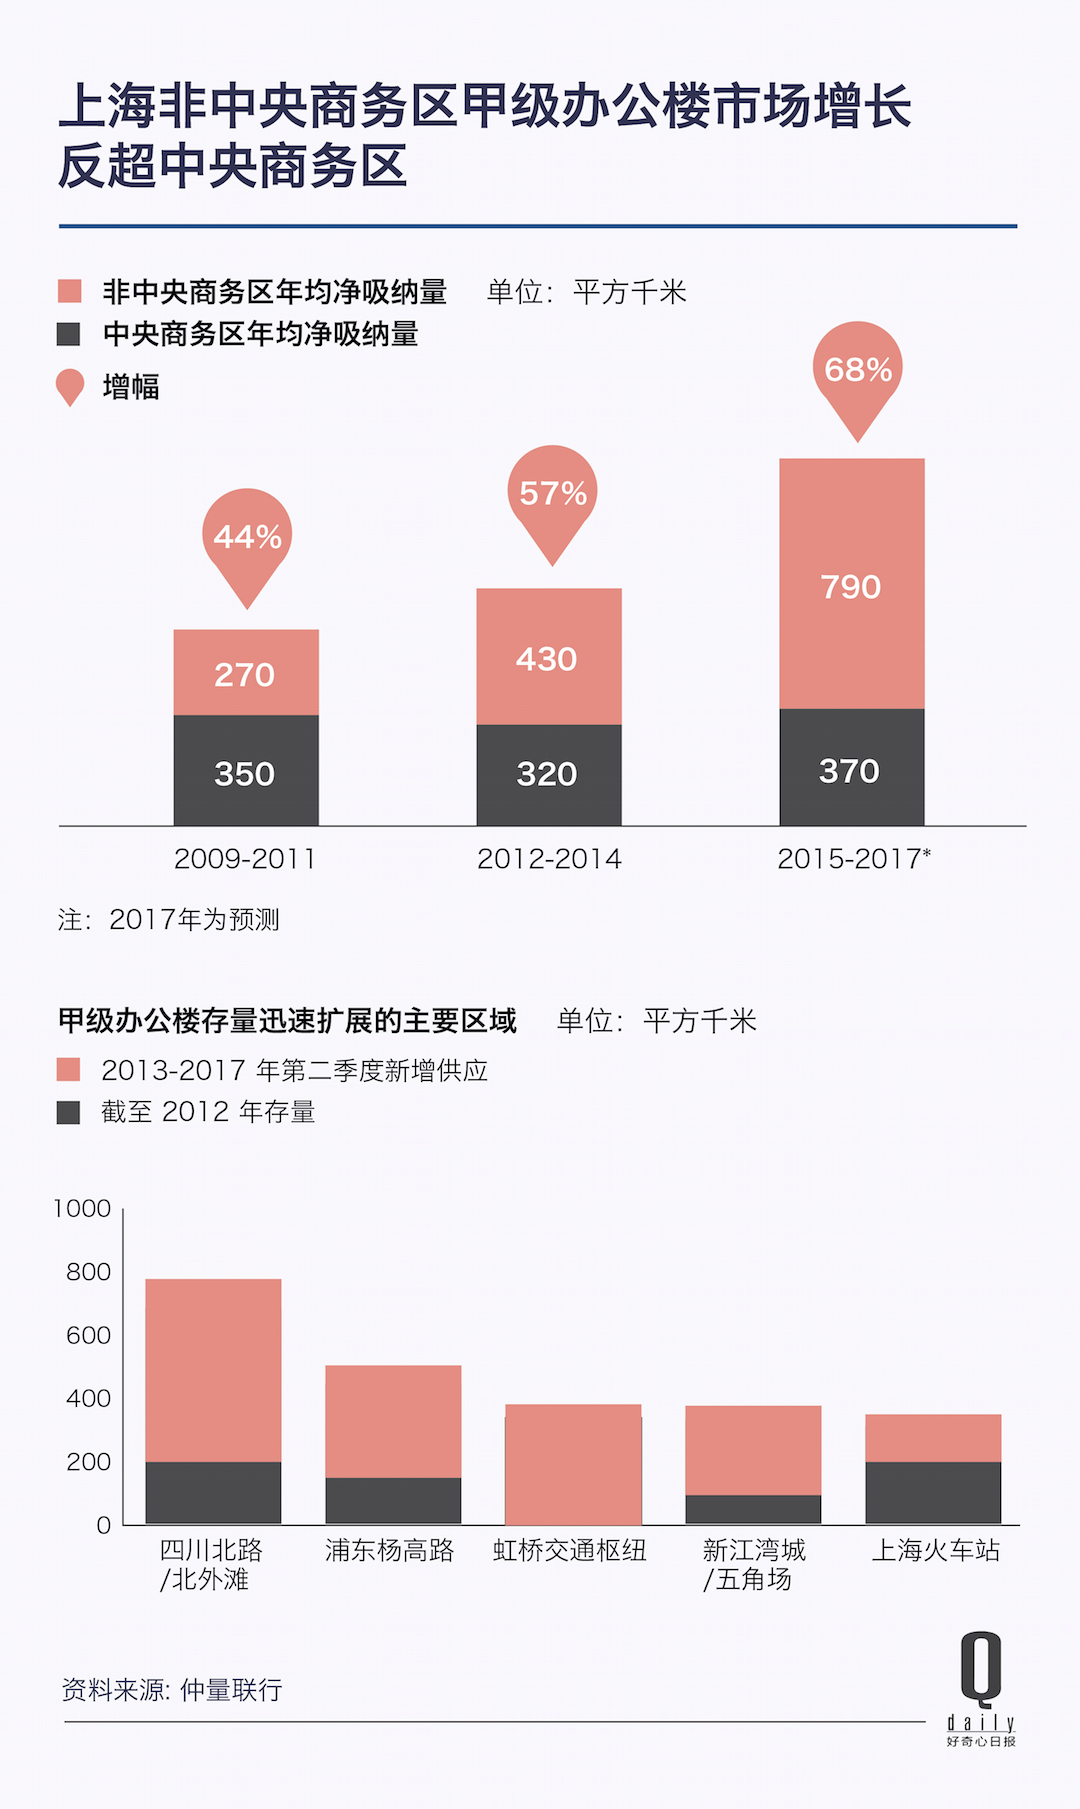 上海非中央商务区甲级办公楼市场增长
反超中央商务区
非中央商务区年均净吸纳量 单位：平方千米
中央商务区年均净吸纳量
增幅
44%
57%
68%
270
430
790
350
320
370
2009-2011
2012-2014
2015-2017*
注：2017年为预测
甲级办公楼存量迅速扩展的主要区域 单位：平方千米
2013-2017 年第二季度新增供应
截至 2012 年存量
1000
800
600
400
200
0
四川北路
/北外滩
浦东杨高路
虹桥交通枢纽
新江湾城
/五角场
上海火车站
资料来源: 仲量联行
Q
daily
好奇心日报